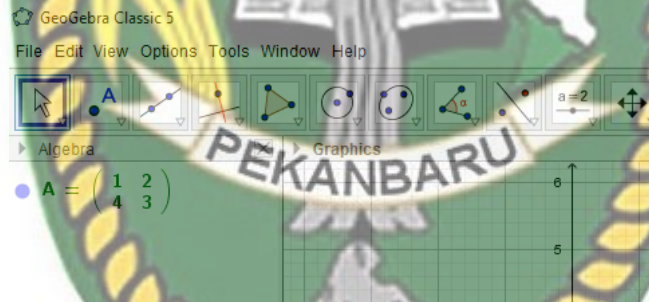 GeoGebra Classic 5
File Edit View Options Tools Window Help
A
α
a=2
Algebra
Graphics
PEKANBARU
A = ( 1 2
4 3 )
6
5